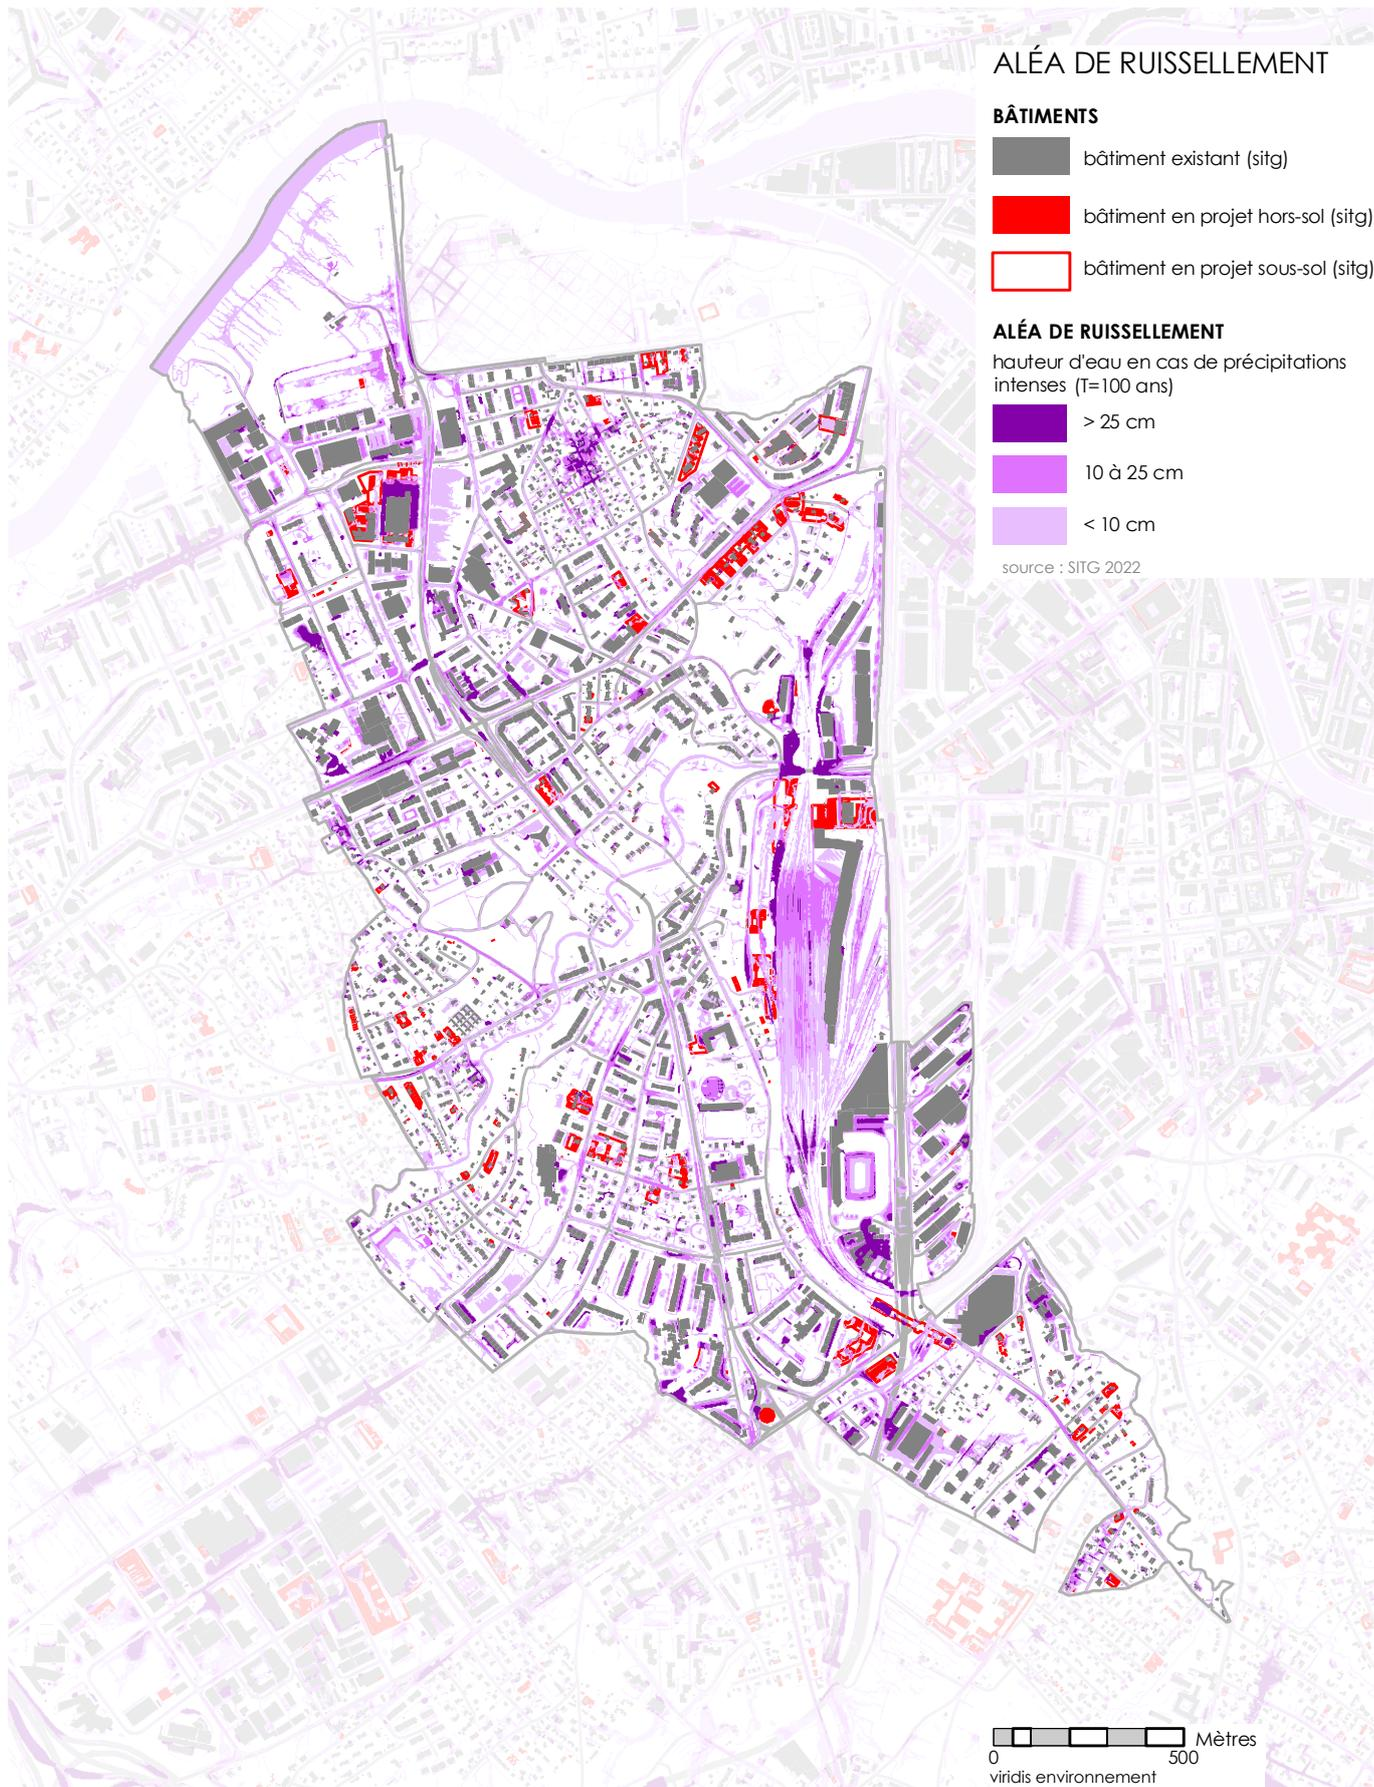 ALÉA DE RUISSELLEMENT
BÂTIMENTS
bâtiment existant (sitg)
bâtiment en projet hors-sol (sitg)
bâtiment en projet sous-sol (sitg)
ALÉA DE RUISSELLEMENT
hauteur d'eau en cas de précipitations
intenses (T=100 ans)
> 25 cm
10 à 25 cm
< 10 cm
source : SITG 2022
Mètres
0 500
viridis environnement